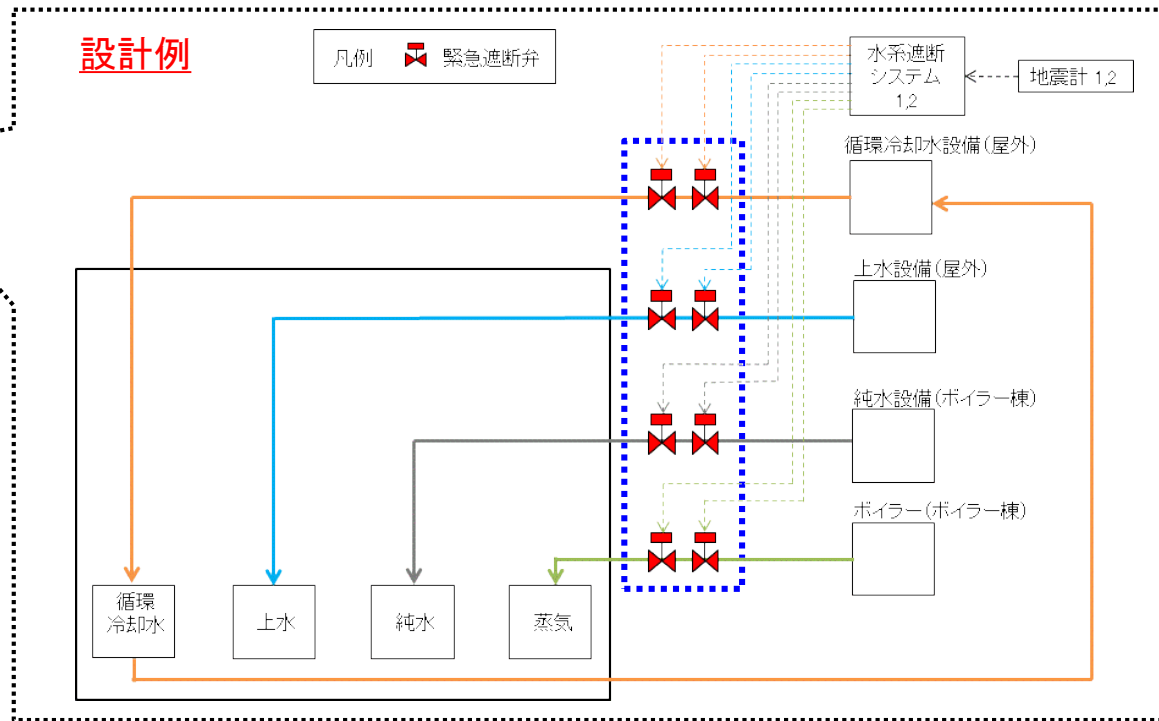 設計例
凡例 緊急遮断弁
水系遮断
システム
1,2
地震計 1,2
循環冷却水設備(屋外)
上水設備(屋外)
純水設備(ボイラー棟)
ボイラー(ボイラー棟)
循環
冷却水
上水
純水
蒸気